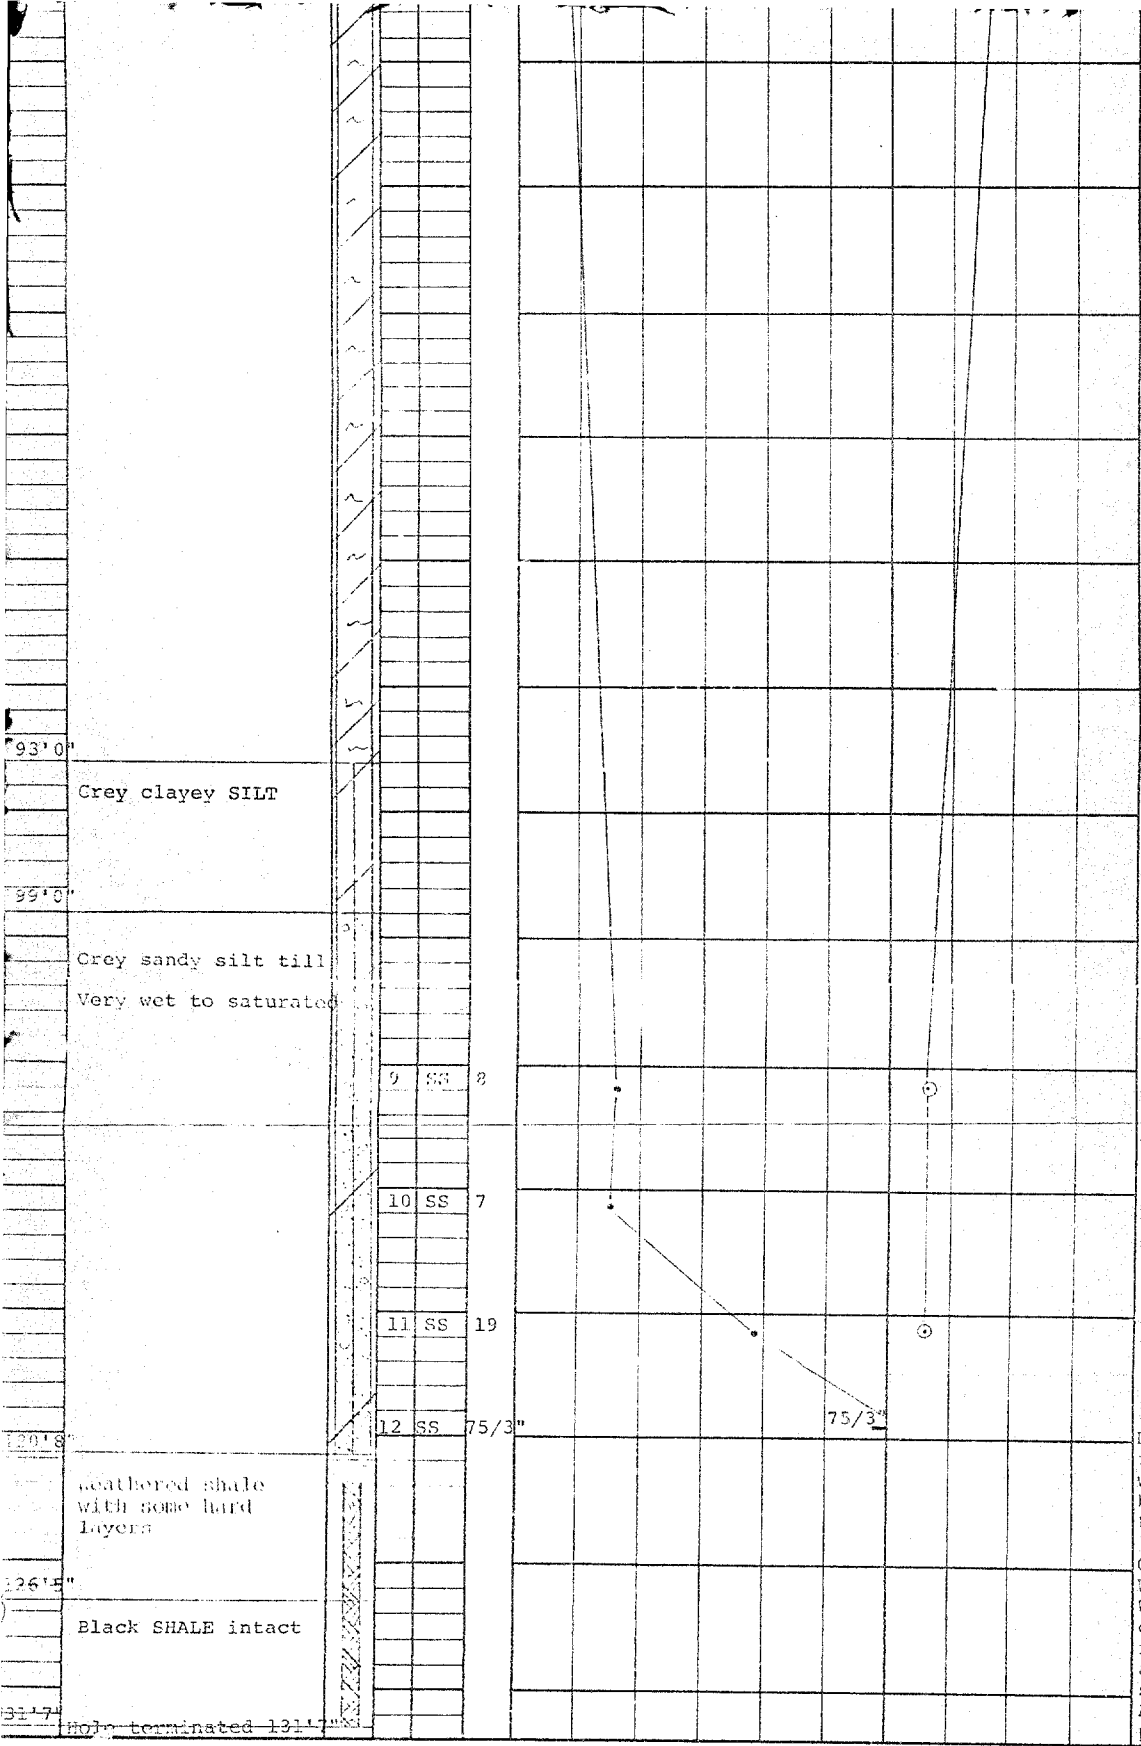 93'0"
Grey clayey SILT
99'0"
Grey sandy silt till
Very wet to saturated
9 SS 8
10 SS 7
11 SS 19
12 SS 75/3"
75/3"
120'8"
Weathered shale
with some hard
layers
126'5"
Black SHALE intact
131'7"
Hole terminated 131'7"